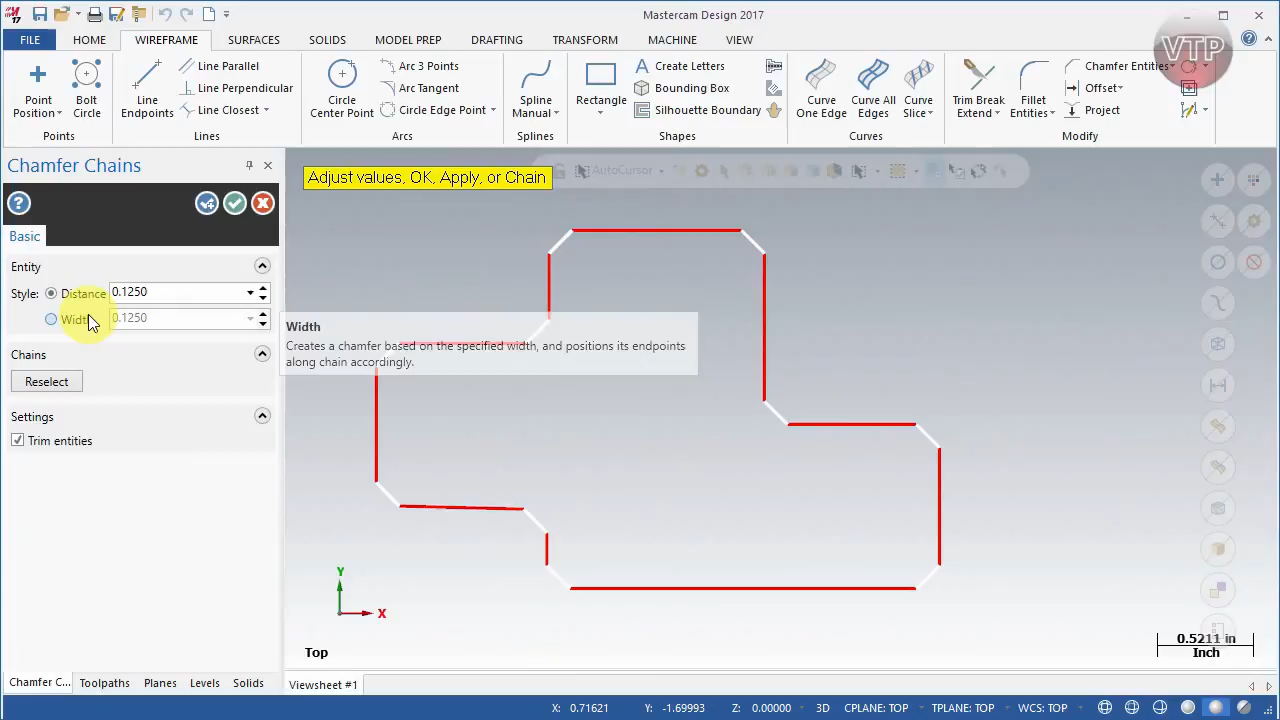 17
Mastercam Design 2017
VTP
FILE
HOME
WIREFRAME
SURFACES
SOLIDS
MODEL PREP
DRAFTING
TRANSFORM
MACHINE
VIEW
Point Position
Bolt Circle
Points
Line Endpoints
Line Parallel
Line Perpendicular
Line Closest
Lines
Circle Center Point
Arc 3 Points
Arc Tangent
Circle Edge Point
Arcs
Spline Manual
Splines
Rectangle
Create Letters
Bounding Box
Silhouette Boundary
Shapes
Curve One Edge
Curve All Edges
Curve Slice
Curves
Trim Break Extend
Fillet Entities
Chamfer Entities
Offset
Project
Modify
Chamfer Chains
Basic
Entity
Style: Distance 0.1250
Width 0.1250
Chains
Reselect
Settings
Trim entities
Adjust values, OK, Apply, or Chain
AutoCursor
Width
Creates a chamfer based on the specified width, and positions its endpoints
along chain accordingly.
Y
X
Top
0.5211 in
Inch
Chamfer C...
Toolpaths
Planes
Levels
Solids
Viewsheet #1
X: 0.71621 Y: -1.69993 Z: 0.00000 3D CPLANE: TOP TPLANE: TOP WCS: TOP